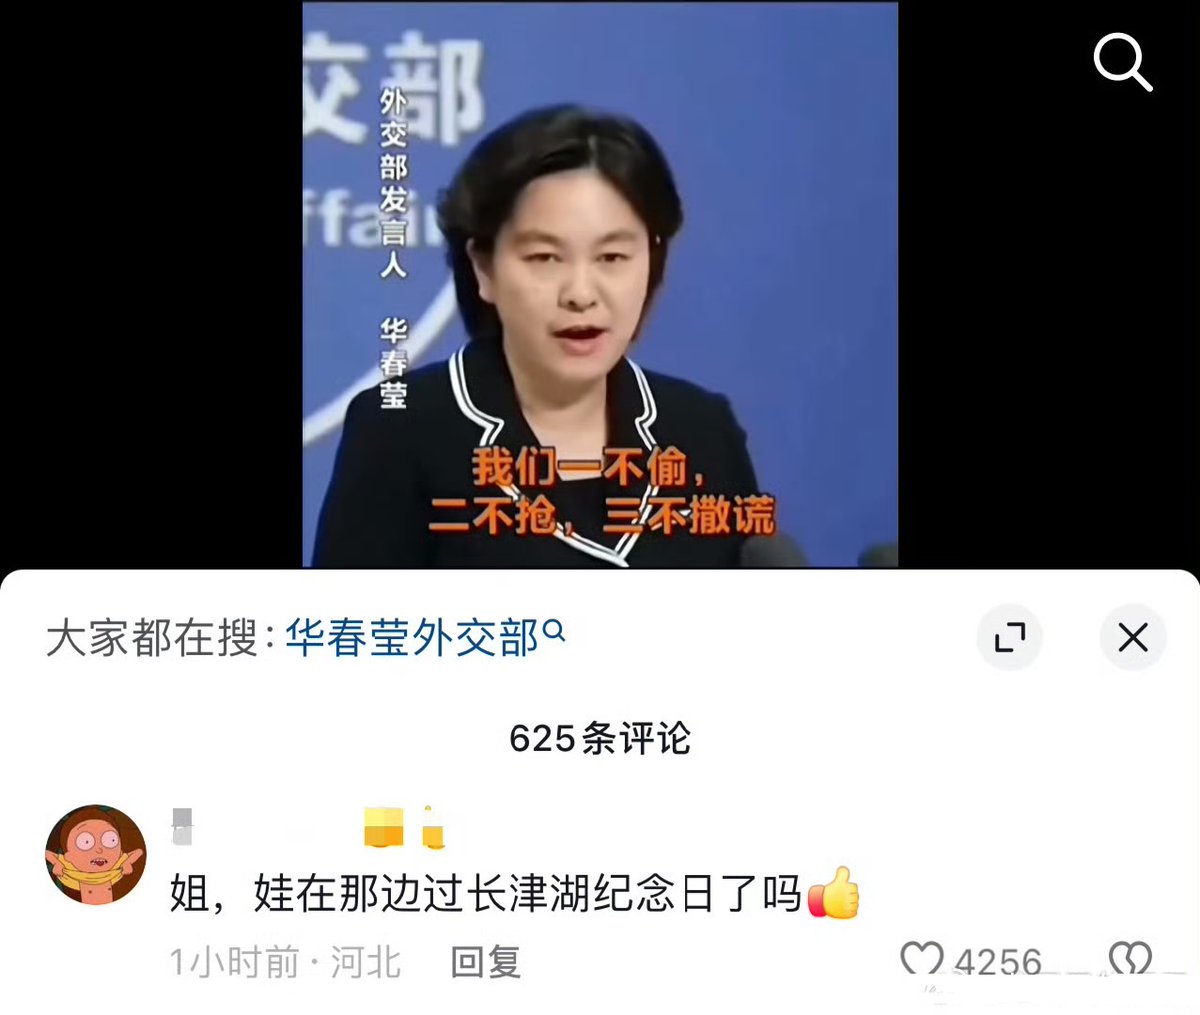 交部
ffair
外交部发言人 华春莹
我们一不偷，
二不抢，三不撒谎
大家都在搜：华春莹外交部
625条评论
姐，娃在那边过长津湖纪念日了吗
1小时前·河北 回复
4256